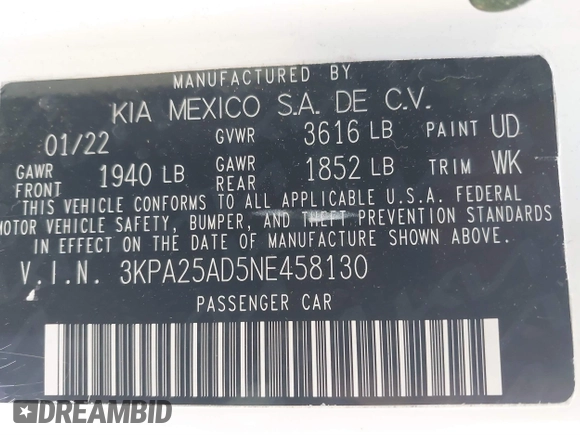 MANUFACTURED BY
KIA MEXICO S.A. DE C.V.
01/22 GVWR 3616 LB PAINT UD
GAWR FRONT 1940 LB GAWR REAR 1852 LB TRIM WK
THIS VEHICLE CONFORMS TO ALL APPLICABLE U.S.A. FEDERAL
MOTOR VEHICLE SAFETY, BUMPER, AND THEFT PREVENTION STANDARDS
IN EFFECT ON THE DATE OF MANUFACTURE SHOWN ABOVE.
V.I.N. 3KPA25AD5NE458130
PASSENGER CAR
DREAMBID